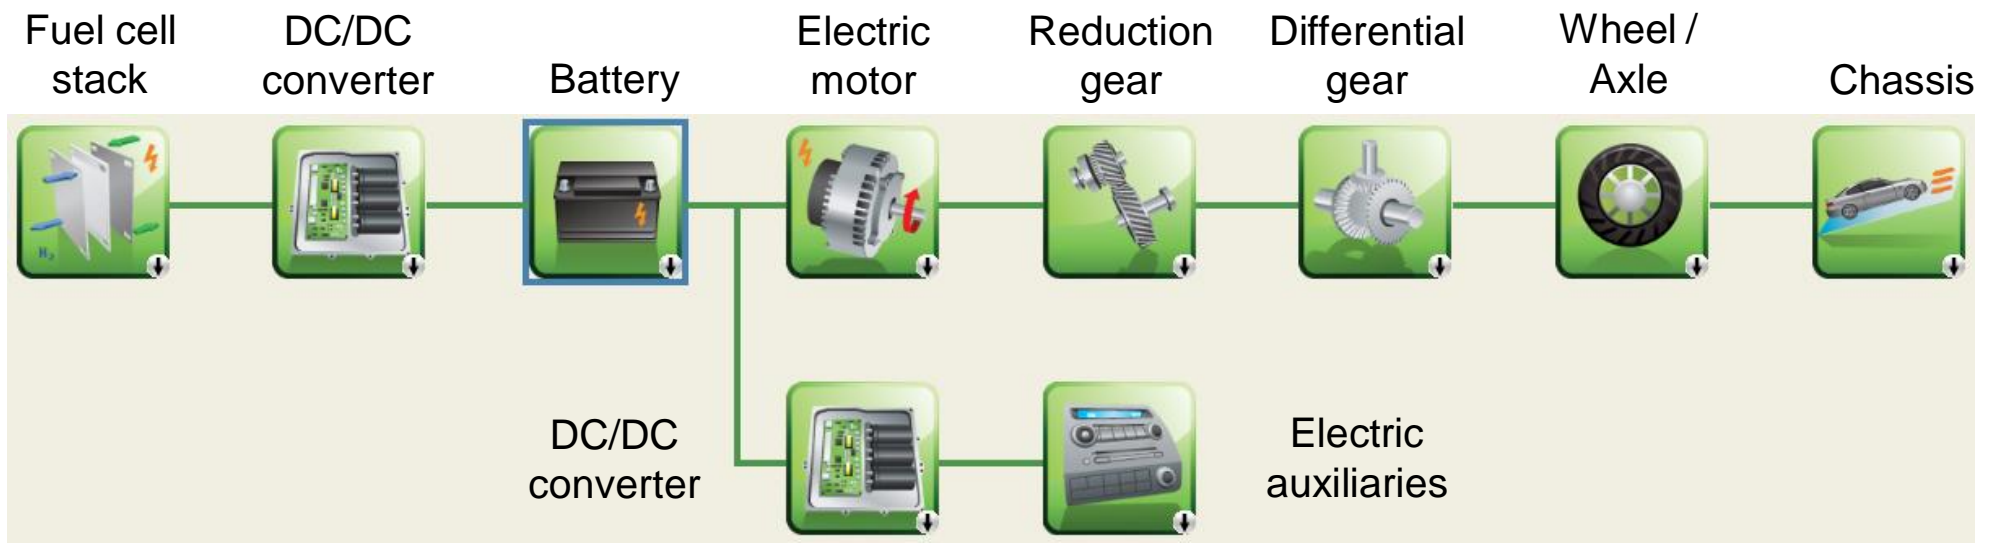 Fuel cell
stack
DC/DC
converter
Battery
Electric
motor
Reduction
gear
Differential
gear
Wheel /
Axle
Chassis
H₂
DC/DC
converter
Electric
auxiliaries